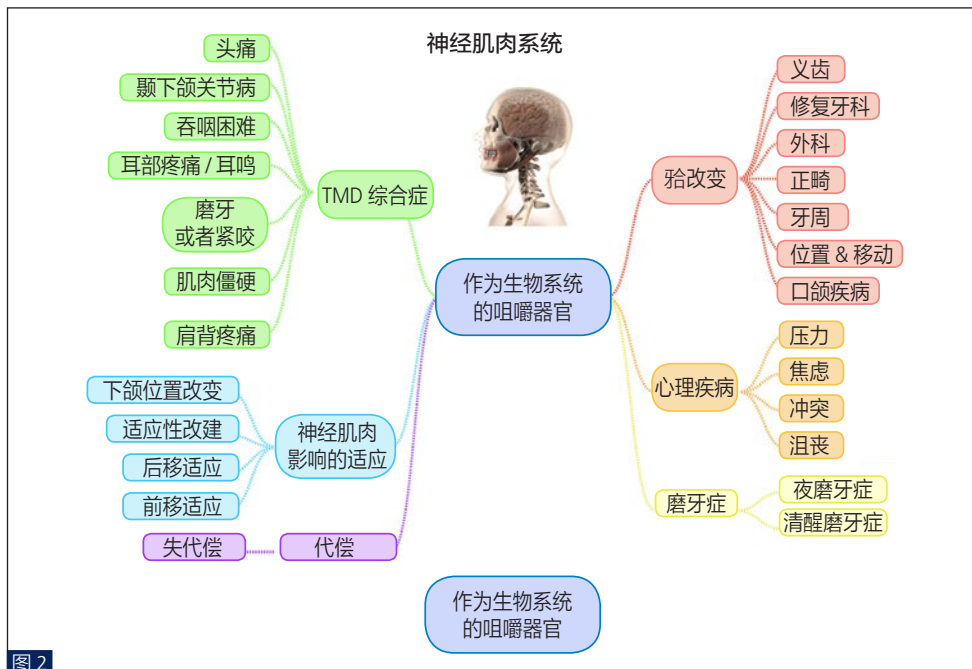 神经肌肉系统
头痛
颞下颌关节病
吞咽困难
耳部疼痛 / 耳鸣
磨牙
或者紧咬
肌肉僵硬
肩背疼痛
TMD 综合症
下颌位置改变
适应性改建
后移适应
前移适应
神经肌肉
影响的适应
失代偿
代偿
作为生物系统
的咀嚼器官
𬌗改变
义齿
修复牙科
外科
正畸
牙周
位置 & 移动
口颌疾病
心理疾病
压力
焦虑
冲突
沮丧
磨牙症
夜磨牙症
清醒磨牙症
作为生物系统
的咀嚼器官
图 2